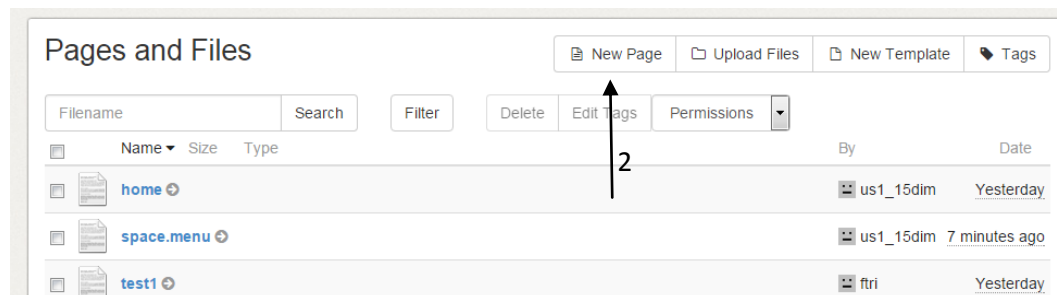 Pages and Files
New Page Upload Files New Template Tags
Filename Search Filter Delete Edit Tags Permissions
Name Size Type By Date
2
home us1_15dim Yesterday
space.menu us1_15dim 7 minutes ago
test1 ftri Yesterday